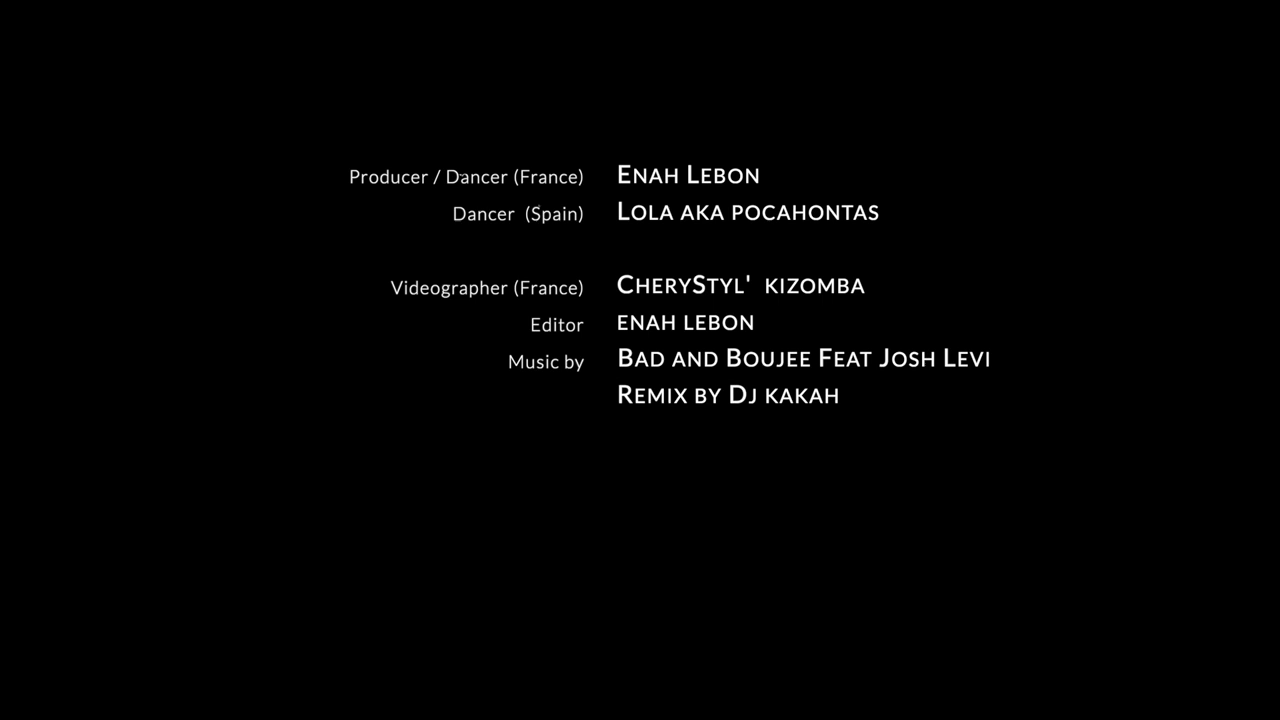 Producer / Dancer (France) ENAH LEBON
Dancer (Spain) LOLA AKA POCAHONTAS
Videographer (France) CHERYSTYL' KIZOMBA
Editor ENAH LEBON
Music by BAD AND BOUJEE FEAT JOSH LEVI
REMIX BY DJ KAKAH